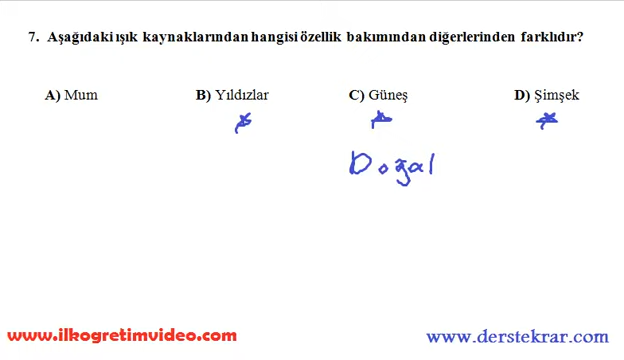 7. Aşağıdaki ışık kaynaklarından hangisi özellik bakımından diğerlerinden farklıdır?
A) Mum B) Yıldızlar C) Güneş D) Şimşek
Doğal
www.ilkogretimvideo.com www.derstekrar.com